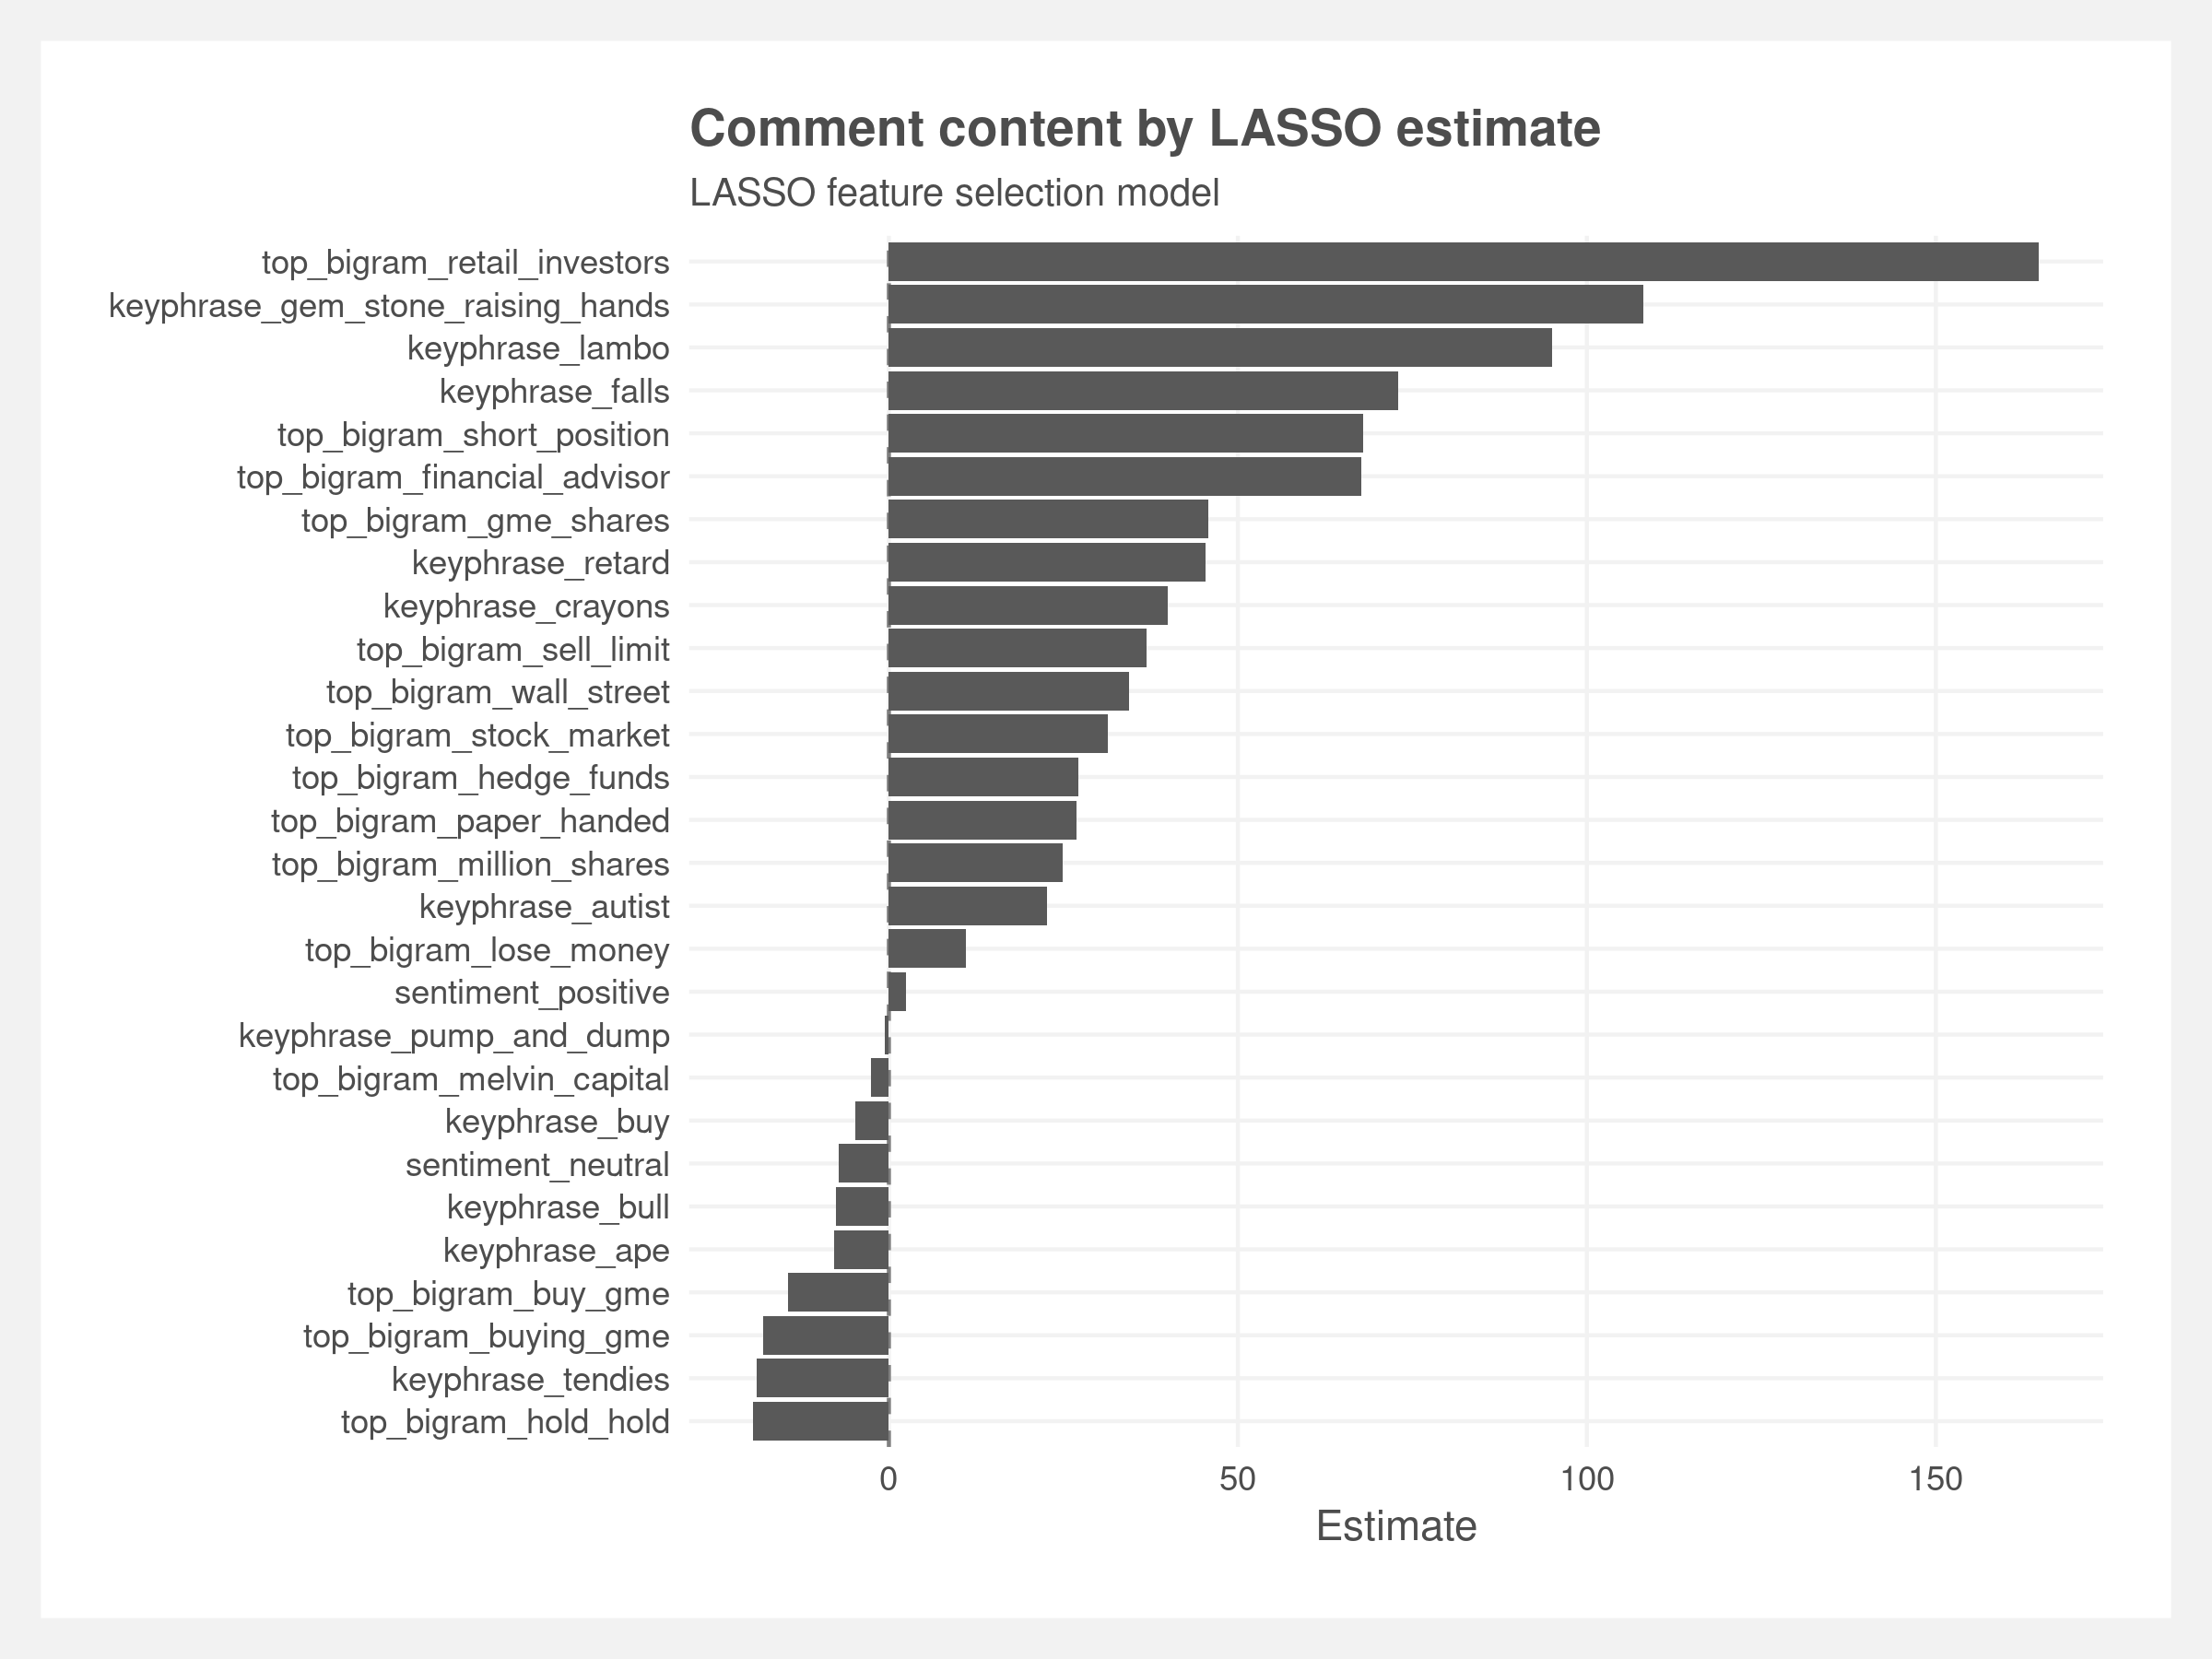 Comment content by LASSO estimate
LASSO feature selection model
top_bigram_retail_investors
keyphrase_gem_stone_raising_hands
keyphrase_lambo
keyphrase_falls
top_bigram_short_position
top_bigram_financial_advisor
top_bigram_gme_shares
keyphrase_retard
keyphrase_crayons
top_bigram_sell_limit
top_bigram_wall_street
top_bigram_stock_market
top_bigram_hedge_funds
top_bigram_paper_handed
top_bigram_million_shares
keyphrase_autist
top_bigram_lose_money
sentiment_positive
keyphrase_pump_and_dump
top_bigram_melvin_capital
keyphrase_buy
sentiment_neutral
keyphrase_bull
keyphrase_ape
top_bigram_buy_gme
top_bigram_buying_gme
keyphrase_tendies
top_bigram_hold_hold
0 50 100 150
Estimate